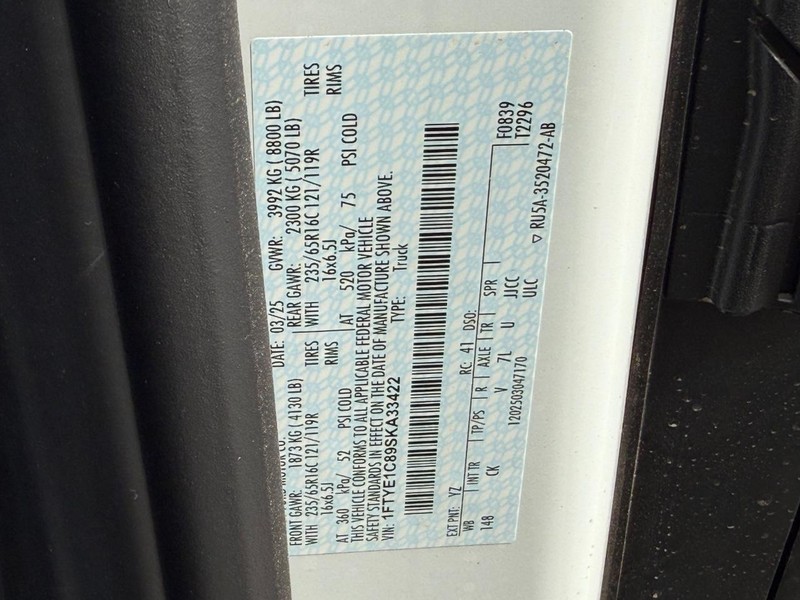 MOTOR CO.
DATE: 03/25 GVWR: 3992 KG ( 8800 LB)
FRONT GAWR: 1873 KG ( 4130 LB) REAR GAWR: 2300 KG ( 5070 LB)
WITH 235/65R16C 121/119R TIRES WITH 235/65R16C 121/119R TIRES
16x6.5J RIMS 16x6.5J RIMS
AT 360 kPa/ 52 PSI COLD AT 520 kPa/ 75 PSI COLD
THIS VEHICLE CONFORMS TO ALL APPLICABLE FEDERAL MOTOR VEHICLE
SAFETY STANDARDS IN EFFECT ON THE DATE OF MANUFACTURE SHOWN ABOVE.
VIN: 1FTYE1C89SKA33422 TYPE: Truck
EXT PNT: YZ RC: 41 DSO: F0839
WB INT TR TP/PS R AXLE TR SPR T2296
148 CK V 7L U JJCC
1202503047170 ULC
▽ RU5A-3520472-AB